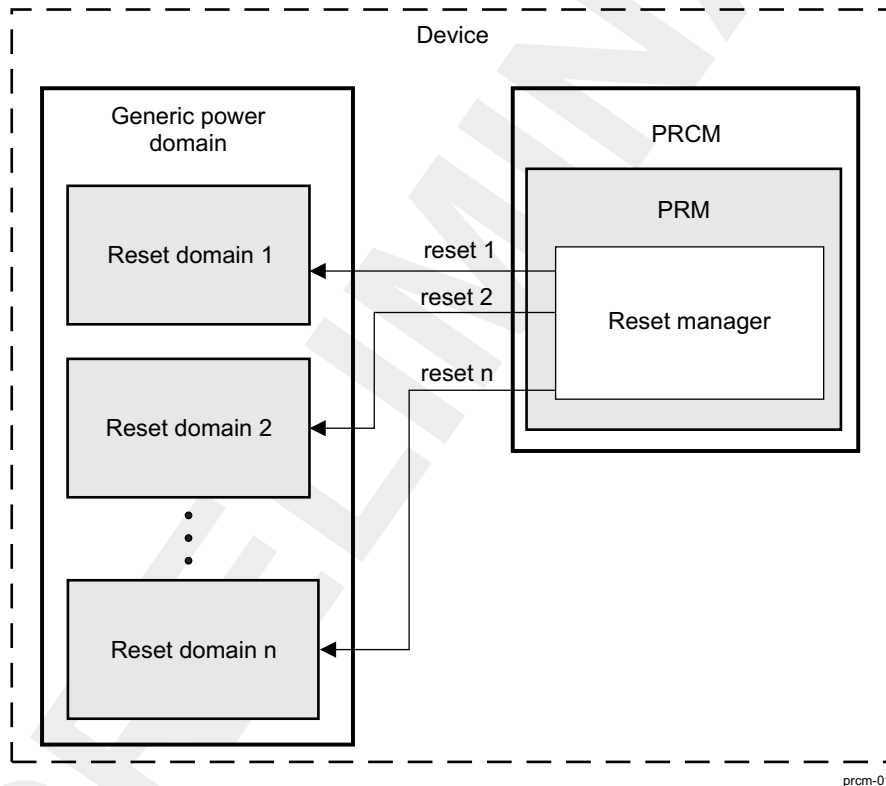 Device
Generic power
domain
Reset domain 1
Reset domain 2
Reset domain n
reset 1
reset 2
reset n
PRCM
PRM
Reset manager